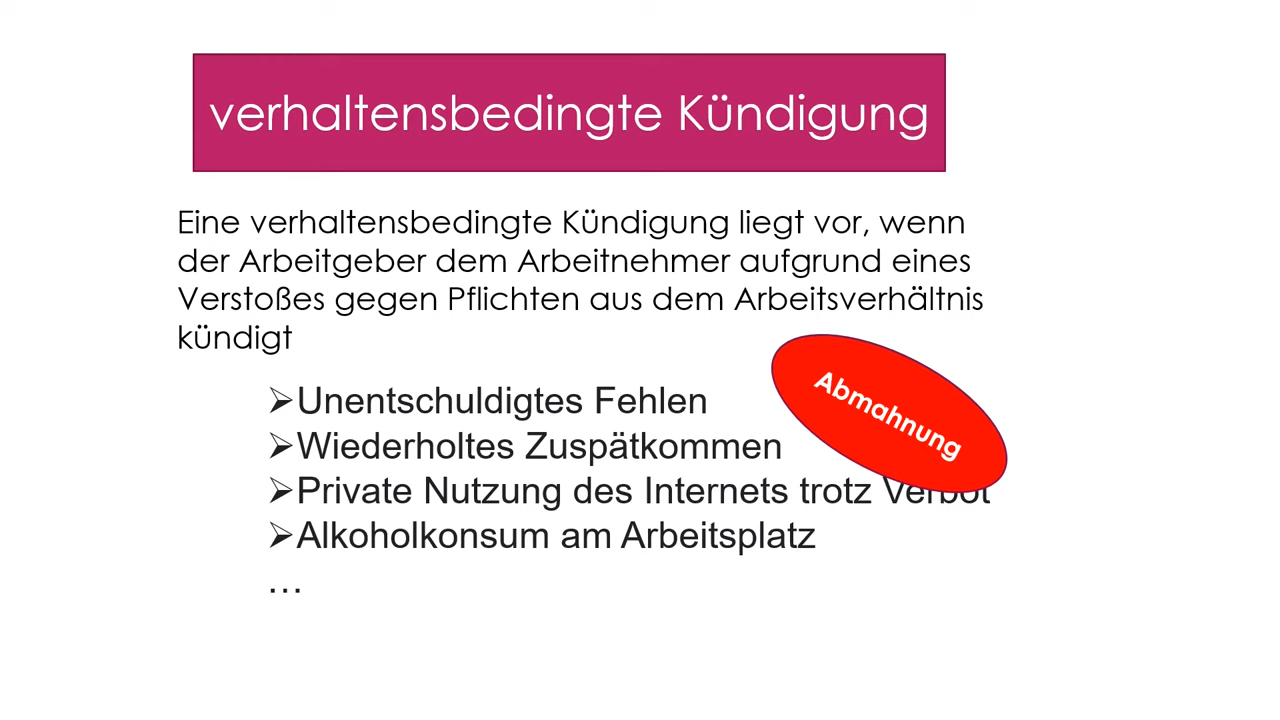 verhaltensbedingte Kündigung
Eine verhaltensbedingte Kündigung liegt vor, wenn
der Arbeitgeber dem Arbeitnehmer aufgrund eines
Verstoßes gegen Pflichten aus dem Arbeitsverhältnis
kündigt
Abmahnung
➢Unentschuldigtes Fehlen
➢Wiederholtes Zuspätkommen
➢Private Nutzung des Internets trotz Verbot
➢Alkoholkonsum am Arbeitsplatz
…